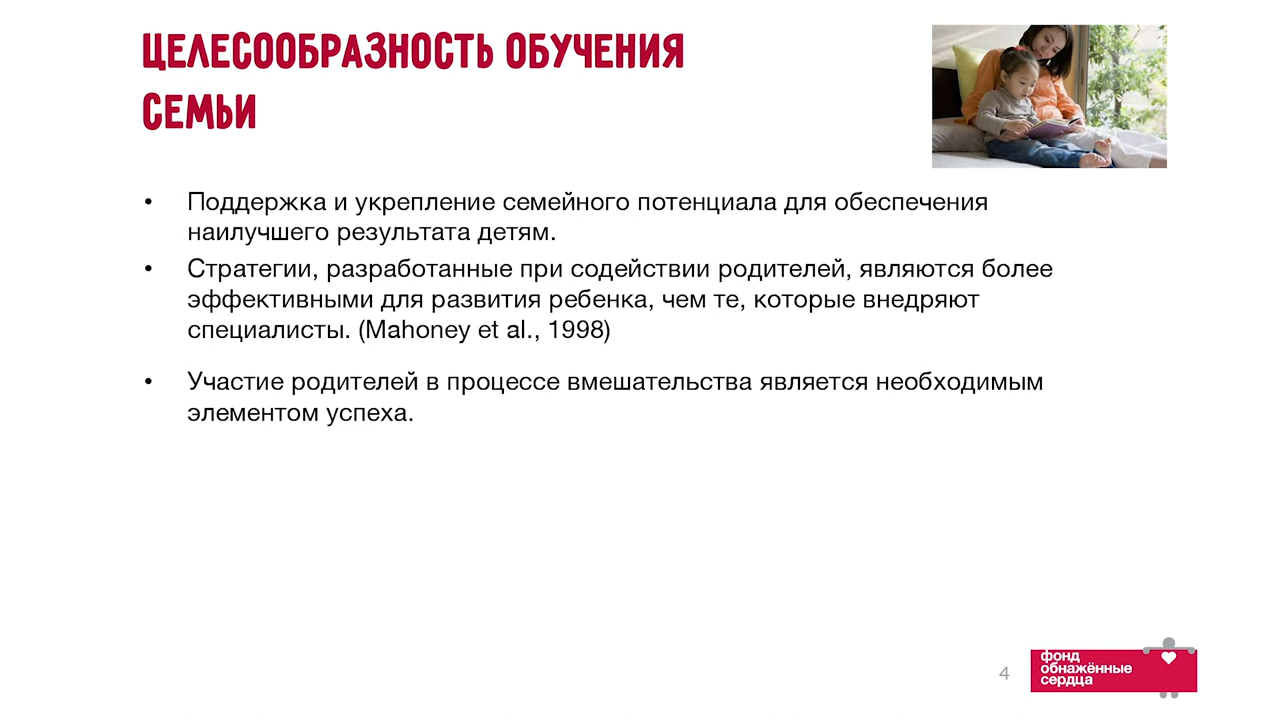 ЦЕЛЕСООБРАЗНОСТЬ ОБУЧЕНИЯ
СЕМЬИ
• Поддержка и укрепление семейного потенциала для обеспечения
наилучшего результата детям.
• Стратегии, разработанные при содействии родителей, являются более
эффективными для развития ребенка, чем те, которые внедряют
специалисты. (Mahoney et al., 1998)
• Участие родителей в процессе вмешательства является необходимым
элементом успеха.
4
фонд
обнажённые
сердца